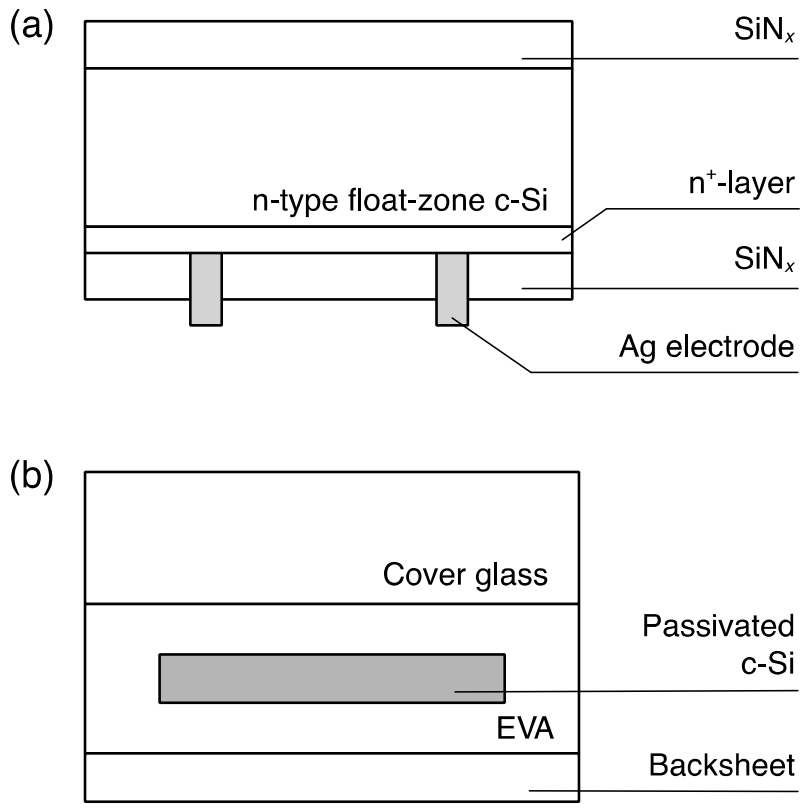 (a)
SiNₓ
n-type float-zone c-Si
n⁺-layer
SiNₓ
Ag electrode
(b)
Cover glass
Passivated
c-Si
EVA
Backsheet